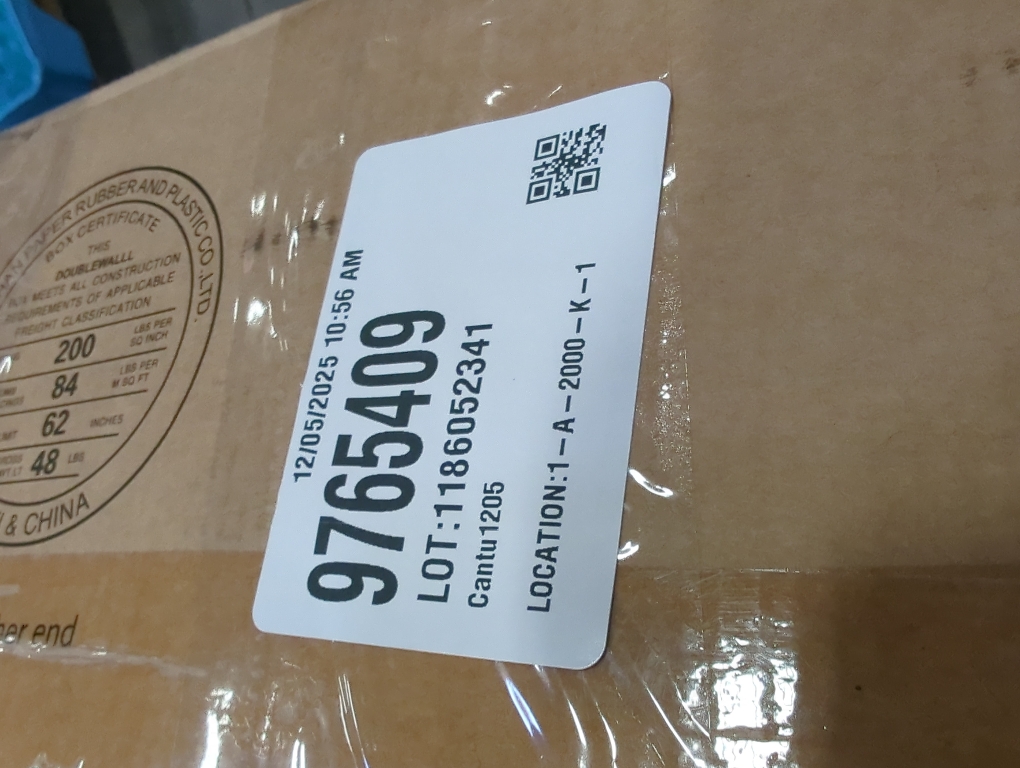 12/05/2025 10:56 AM
9765409
LOT:1186052341
Cantu1205
LOCATION:1-A-2000-K-1
PAPER RUBBER AND PLASTIC CO.,LTD.
BOX CERTIFICATE
THIS
DOUBLEWALLL
BOX MEETS ALL CONSTRUCTION
REQUIREMENTS OF APPLICABLE
FREIGHT CLASSIFICATION
200 LBS PER SQ INCH
84 LBS PER M SQ FT
62 INCHES
48 LBS
& CHINA
end